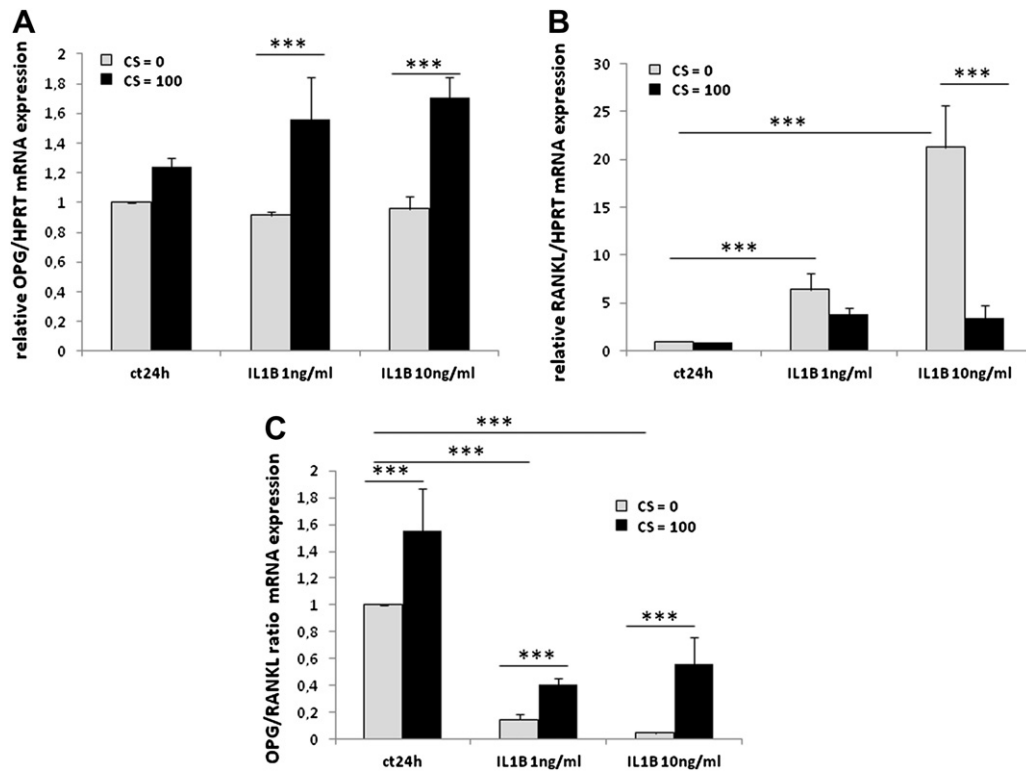 A
relative OPG/HPRT mRNA expression
2
1,8
1,6
1,4
1,2
1
0,8
0,6
0,4
0,2
0
CS = 0
CS = 100
***
***
ct24h
IL1B 1ng/ml
IL1B 10ng/ml
B
relative RANKL/HPRT mRNA expression
30
25
20
15
10
5
0
CS = 0
CS = 100
***
***
***
ct24h
IL1B 1ng/ml
IL1B 10ng/ml
C
OPG/RANKL ratio mRNA expression
2
1,8
1,6
1,4
1,2
1
0,8
0,6
0,4
0,2
0
***
***
***
***
***
CS = 0
CS = 100
ct24h
IL1B 1ng/ml
IL1B 10ng/ml